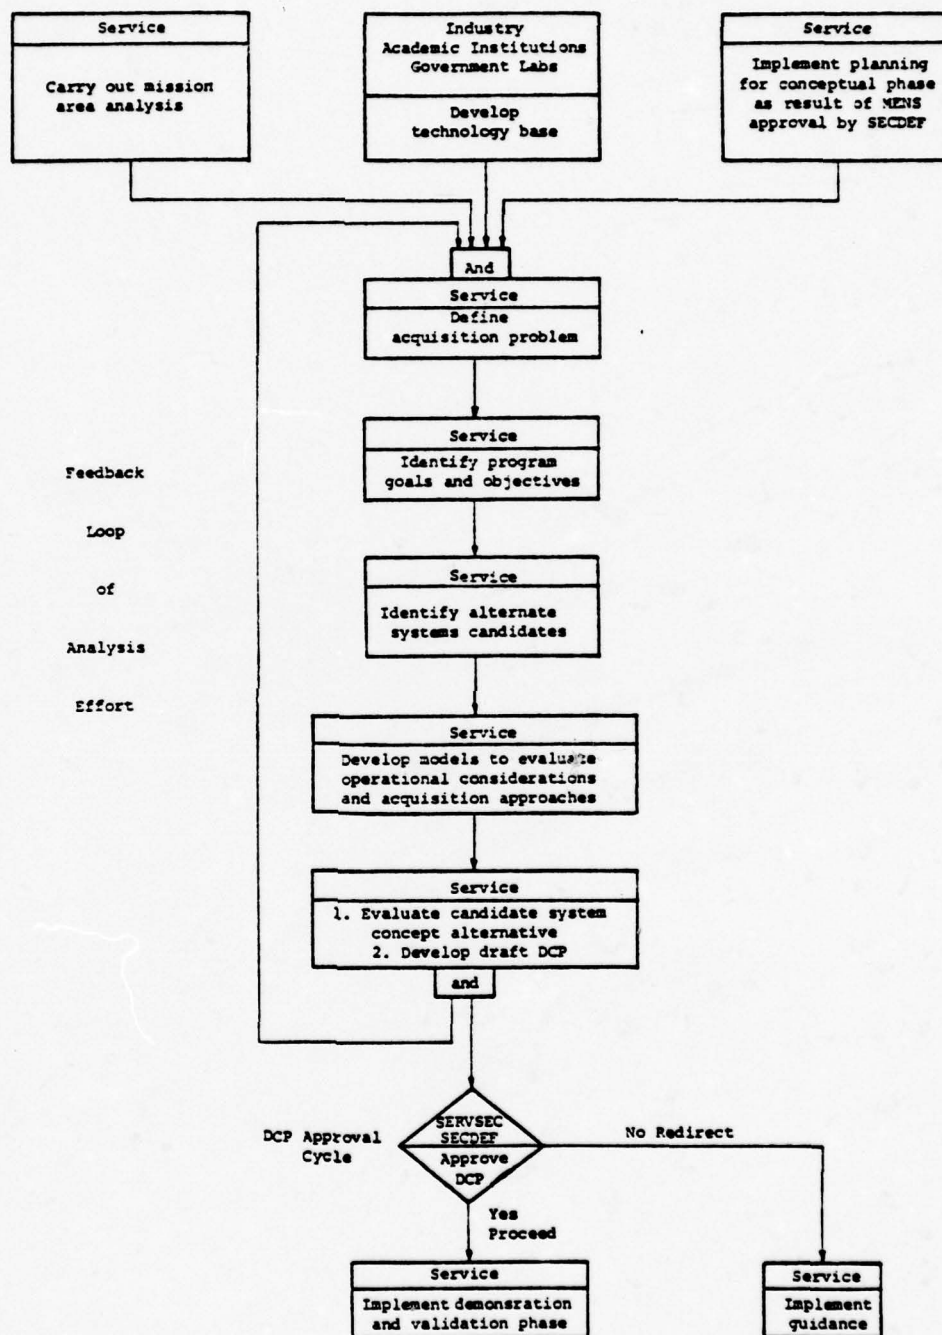 Service
Carry out mission
area analysis
Industry
Academic Institutions
Government Labs
Develop
technology base
Service
Implement planning
for conceptual phase
as result of MENS
approval by SECDEF
And
Service
Define
acquisition problem
Service
Identify program
goals and objectives
Feedback
Loop
of
Analysis
Effort
Service
Identify alternate
systems candidates
Service
Develop models to evaluate
operational considerations
and acquisition approaches
Service
1. Evaluate candidate system
concept alternative
2. Develop draft DCP
and
DCP Approval
Cycle
SERVSEC
SECDEF
Approve
DCP
No Redirect
Yes
Proceed
Service
Implement demonsration
and validation phase
Service
Implement
guidance